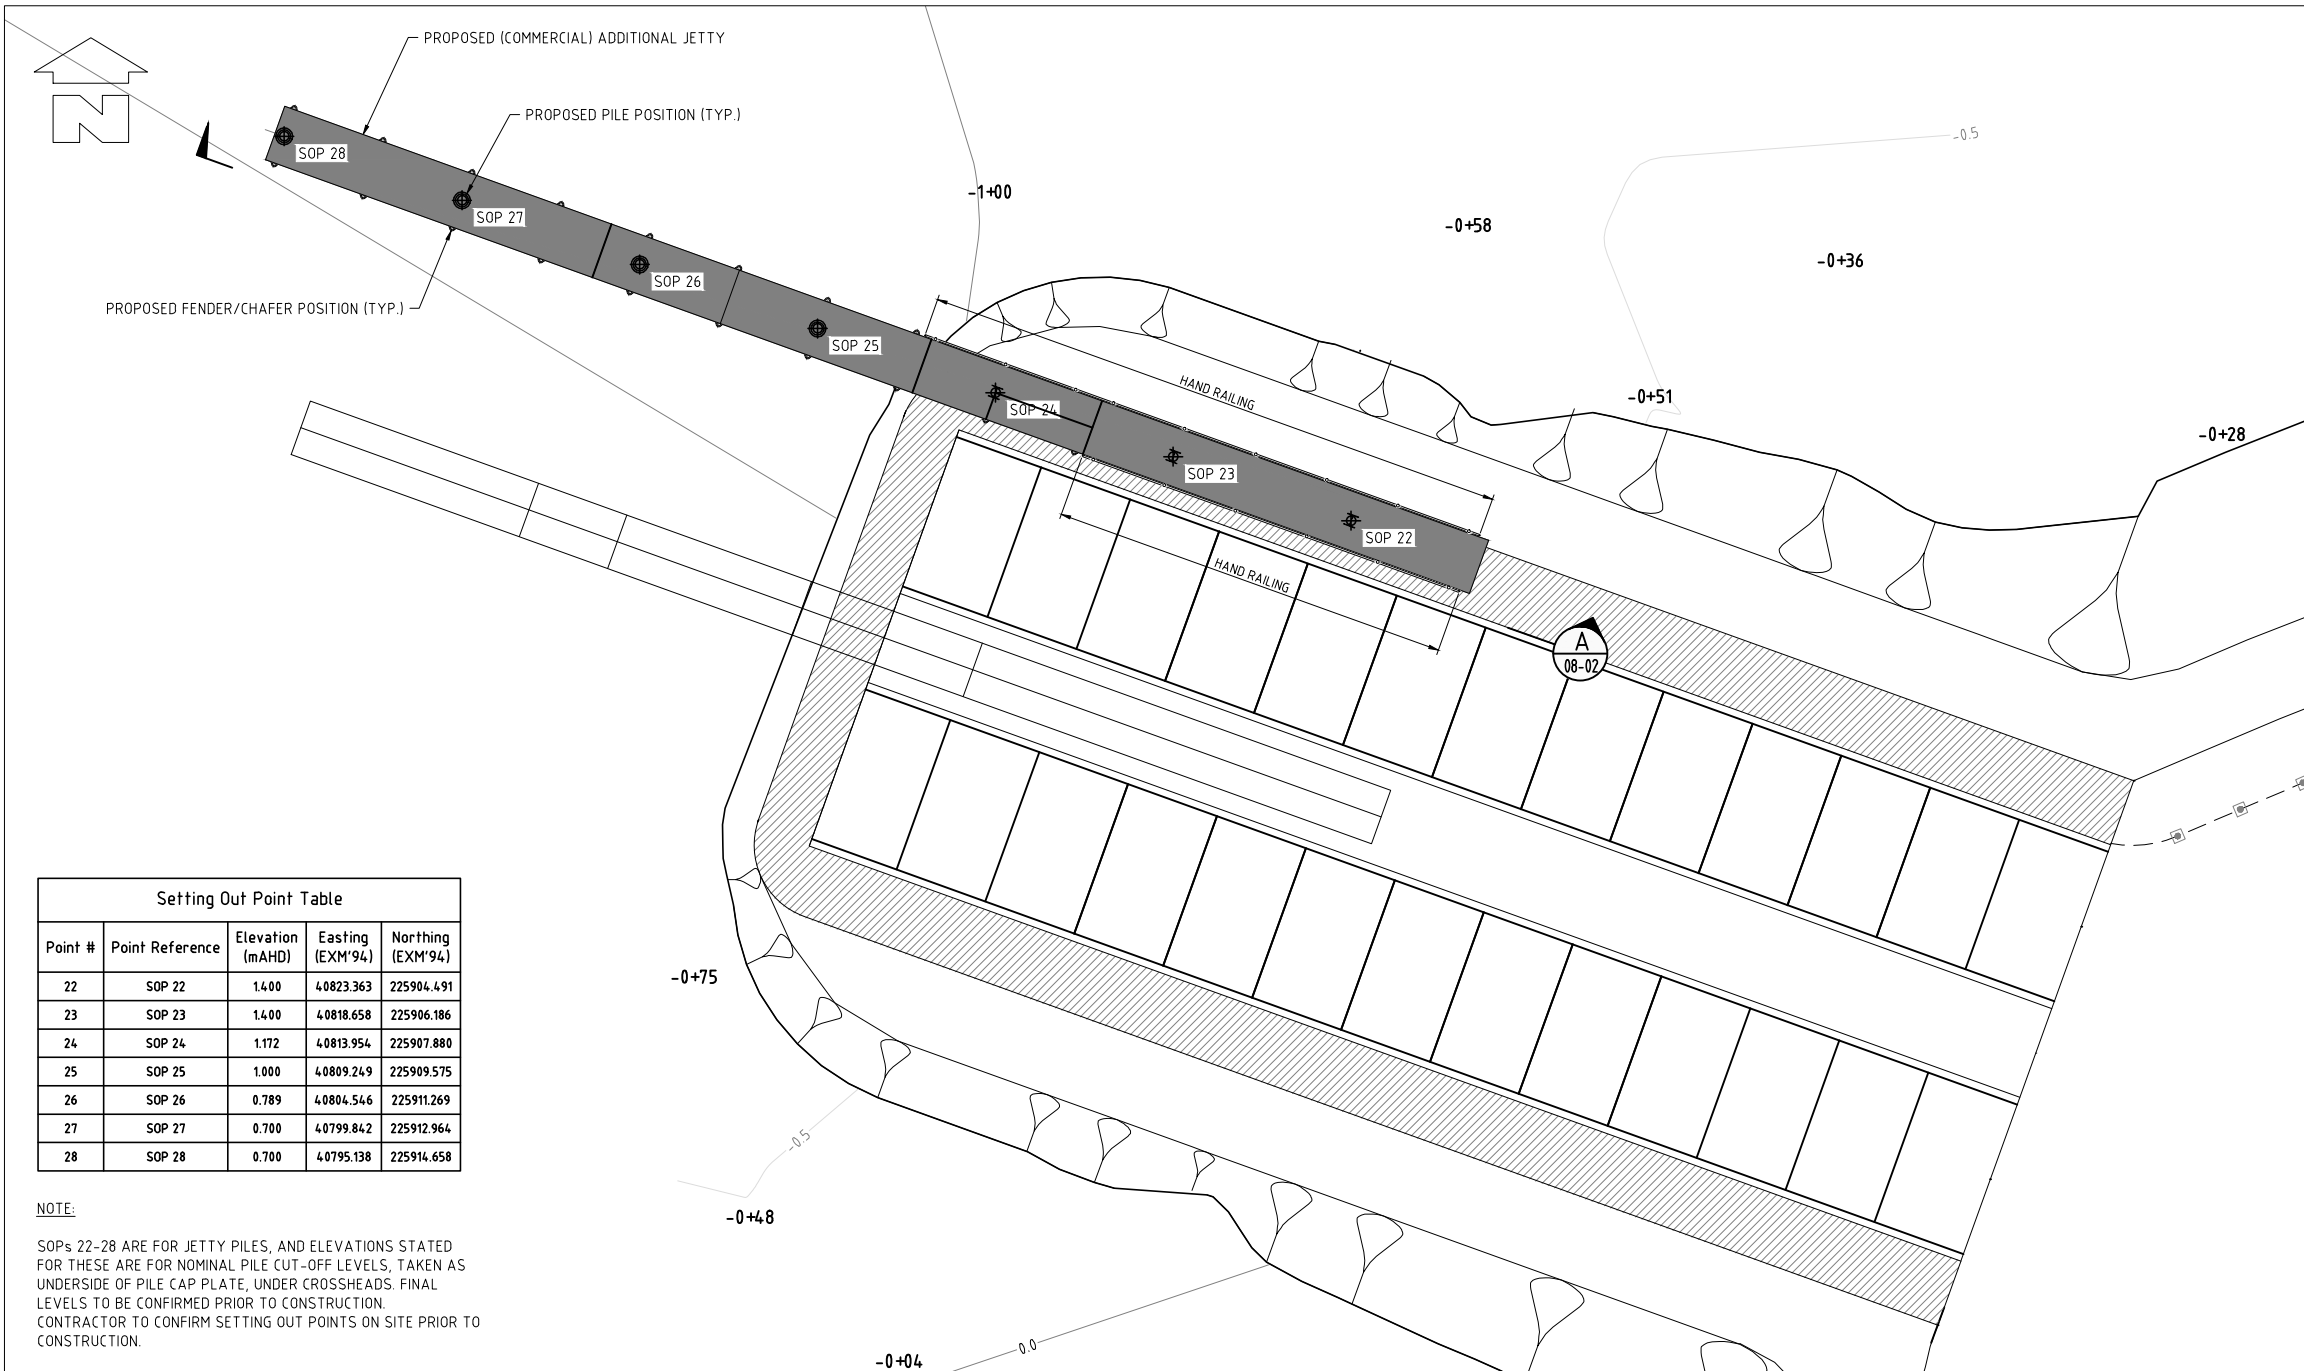 PROPOSED (COMMERCIAL) ADDITIONAL JETTY
N
PROPOSED PILE POSITION (TYP.)
-0.5
SOP 28
-1+00
SOP 27
-0+58
-0+36
SOP 26
PROPOSED FENDER/CHAFER POSITION (TYP.)
SOP 25
HAND RAILING
-0+51
SOP 24
-0+28
SOP 23
SOP 22
HAND RAILING
A
08-02
Setting Out Point Table
Point # Point Reference Elevation (mAHD) Easting (EXM'94) Northing (EXM'94)
22 SOP 22 1.400 40823.363 225904.491
23 SOP 23 1.400 40818.658 225906.186
24 SOP 24 1.172 40813.954 225907.880
25 SOP 25 1.000 40809.249 225909.575
26 SOP 26 0.789 40804.546 225911.269
27 SOP 27 0.700 40799.842 225912.964
28 SOP 28 0.700 40795.138 225914.658
-0+75
-0.5
-0+48
0.0
-0+04
NOTE:
SOPs 22-28 ARE FOR JETTY PILES, AND ELEVATIONS STATED
FOR THESE ARE FOR NOMINAL PILE CUT-OFF LEVELS, TAKEN AS
UNDERSIDE OF PILE CAP PLATE, UNDER CROSSHEADS. FINAL
LEVELS TO BE CONFIRMED PRIOR TO CONSTRUCTION.
CONTRACTOR TO CONFIRM SETTING OUT POINTS ON SITE PRIOR TO
CONSTRUCTION.